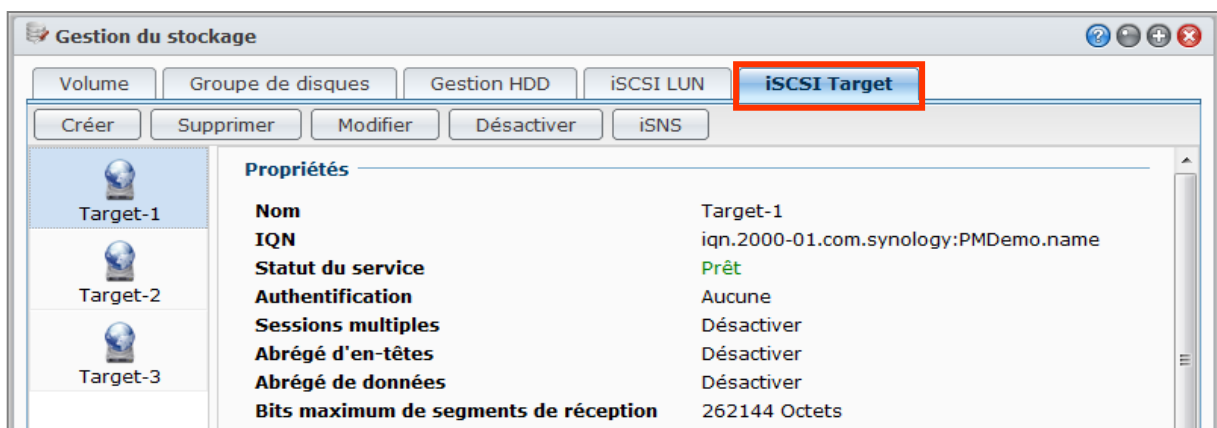 Gestion du stockage
Volume Groupe de disques Gestion HDD iSCSI LUN iSCSI Target
Créer Supprimer Modifier Désactiver iSNS
Target-1
Target-2
Target-3
Propriétés
Nom Target-1
IQN iqn.2000-01.com.synology:PMDemo.name
Statut du service Prêt
Authentification Aucune
Sessions multiples Désactiver
Abrégé d'en-têtes Désactiver
Abrégé de données Désactiver
Bits maximum de segments de réception 262144 Octets